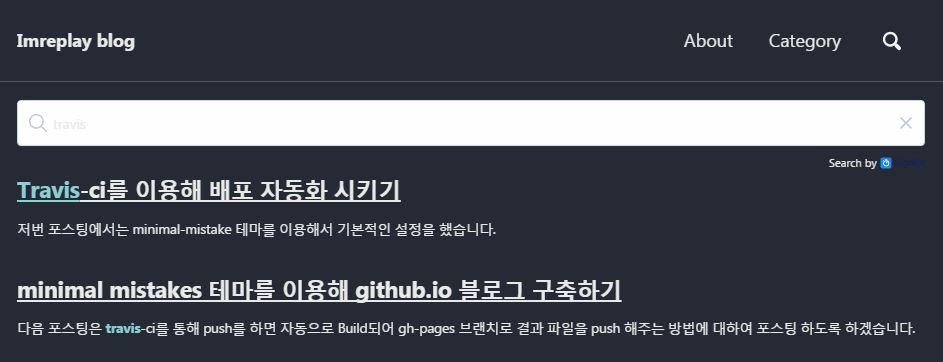 Imreplay blog
About Category
travis
Search by
Travis-ci를 이용해 배포 자동화 시키기
저번 포스팅에서는 minimal-mistake 테마를 이용해서 기본적인 설정을 했습니다.
minimal mistakes 테마를 이용해 github.io 블로그 구축하기
다음 포스팅은 travis-ci를 통해 push를 하면 자동으로 Build되어 gh-pages 브랜치로 결과 파일을 push 해주는 방법에 대하여 포스팅 하도록 하겠습니다.